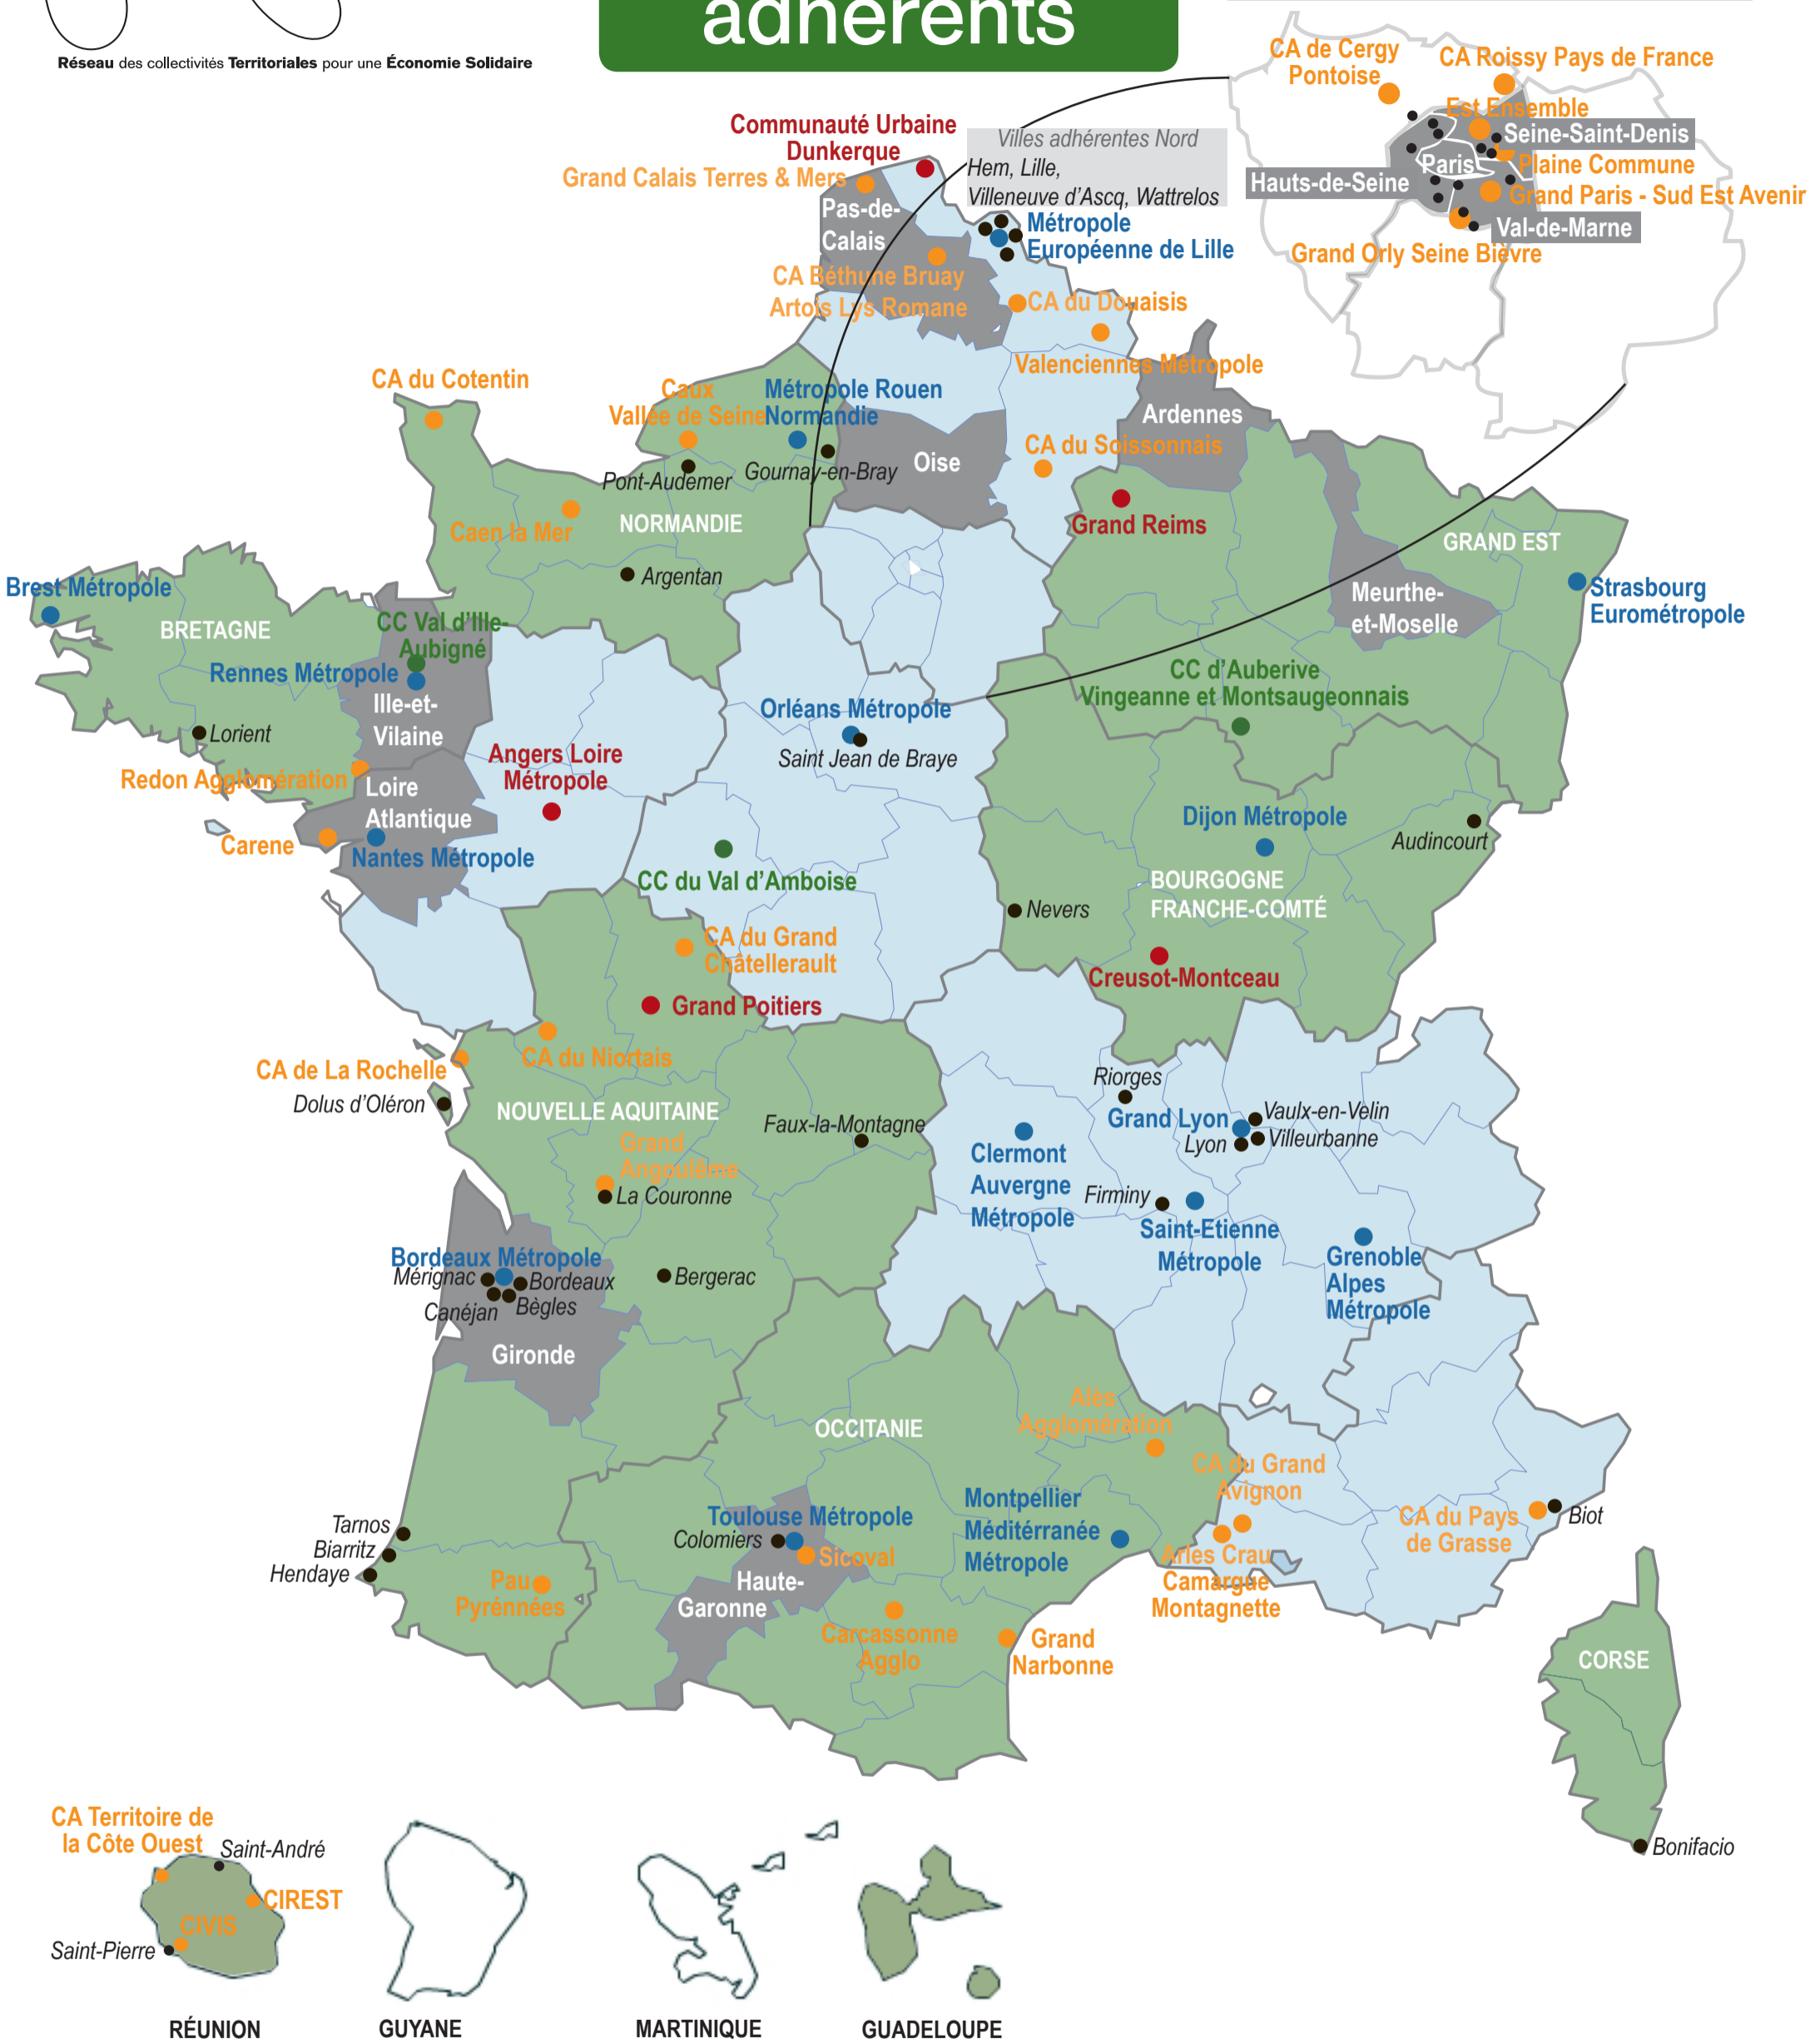 adhérents
Réseau des collectivités Territoriales pour une Économie Solidaire
CA de Cergy
Pontoise
CA Roissy Pays de France
Est Ensemble
Seine-Saint-Denis
Paris
Plaine Commune
Hauts-de-Seine
Grand Paris - Sud Est Avenir
Val-de-Marne
Grand Orly Seine Bièvre
Communauté Urbaine
Dunkerque
Villes adhérentes Nord
Hem, Lille,
Villeneuve d'Ascq, Wattrelos
Grand Calais Terres & Mers
Pas-de-
Calais
Métropole
Européenne de Lille
CA Béthune Bruay
Artois Lys Romane
CA du Douaisis
Valenciennes Métropole
CA du Cotentin
Caux
Vallée de Seine
Métropole Rouen
Normandie
Ardennes
CA du Soissonnais
Oise
Pont-Audemer
Gournay-en-Bray
Caen la Mer
NORMANDIE
Grand Reims
GRAND EST
Argentan
Brest Métropole
Strasbourg
Eurométropole
Meurthe-
et-Moselle
BRETAGNE
CC Val d'Ille-
Aubigné
Rennes Métropole
Ille-et-
Vilaine
CC d'Auberive
Vingeanne et Montsaugeonnais
Lorient
Orléans Métropole
Saint Jean de Braye
Angers Loire
Métropole
Redon Agglomération
Loire
Atlantique
Carene
Nantes Métropole
Dijon Métropole
Audincourt
CC du Val d'Amboise
BOURGOGNE
FRANCHE-COMTÉ
Nevers
CA du Grand
Châtellerault
Creusot-Montceau
Grand Poitiers
CA du Niortais
CA de La Rochelle
Dolus d'Oléron
NOUVELLE AQUITAINE
Faux-la-Montagne
Riorges
Grand Lyon
Vaulx-en-Velin
Lyon
Villeurbanne
Grand
Angoulême
La Couronne
Clermont
Auvergne
Métropole
Firminy
Saint-Etienne
Métropole
Grenoble
Alpes
Métropole
Bordeaux Métropole
Mérignac
Bordeaux
Canéjan
Bègles
Bergerac
Gironde
OCCITANIE
Alès
Agglomération
CA du Grand
Avignon
Montpellier
Méditérranée
Métropole
Toulouse Métropole
Colomiers
Sicoval
CA du Pays
de Grasse
Biot
Tarnos
Biarritz
Hendaye
Arles Crau
Camargue
Montagnette
Pau
Pyrénnées
Haute-
Garonne
Carcassonne
Agglo
Grand
Narbonne
CORSE
Bonifacio
CA Territoire de
la Côte Ouest
Saint-André
CIREST
CIVIS
Saint-Pierre
RÉUNION
GUYANE
MARTINIQUE
GUADELOUPE